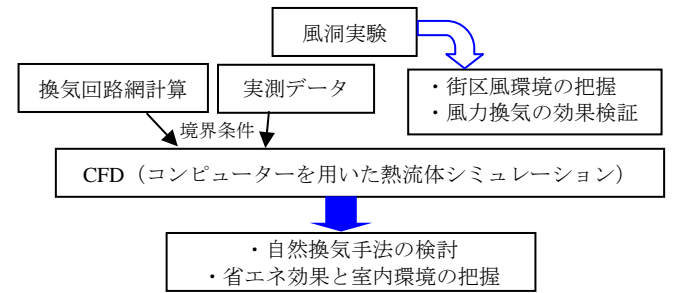 風洞実験
・街区風環境の把握
・風力換気の効果検証
換気回路網計算
実測データ
境界条件
CFD（コンピューターを用いた熱流体シミュレーション）
・自然換気手法の検討
・省エネ効果と室内環境の把握